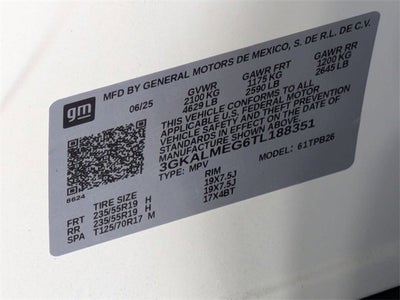 MFD BY GENERAL MOTORS DE MEXICO, S. DE R.L. DE C.V.
gm
06/25 GVWR GAWR FRT GAWR RR
2100 KG 1175 KG 1200 KG
4629 LB 2590 LB 2645 LB
THIS VEHICLE CONFORMS TO ALL
APPLICABLE U.S. FEDERAL MOTOR
VEHICLE SAFETY AND THEFT PREVENTION
STANDARDS IN EFFECT ON THE DATE OF
MANUFACTURE SHOWN ABOVE.
3GKALMEG6TL188351
TYPE: MPV MODEL: 61TPB26
8624
TIRE SIZE RIM
FRT 235/55R19 H 19X7.5J
RR 235/55R19 H 19X7.5J
SPA T125/70R17 M 17X4BT